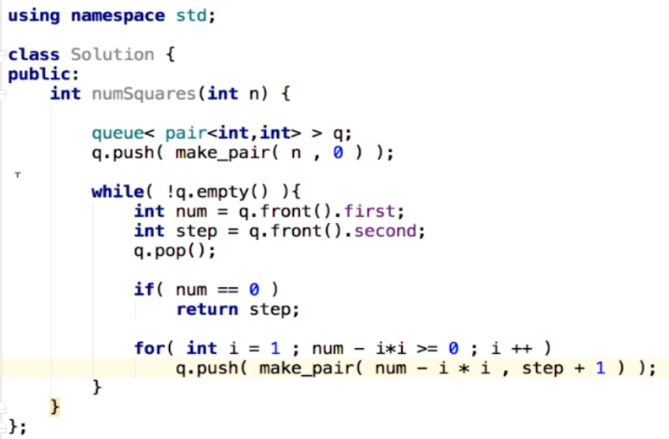 using namespace std;
class Solution {
public:
    int numSquares(int n) {
        queue< pair<int,int> > q;
        q.push( make_pair( n , 0 ) );
        while( !q.empty() ){
            int num = q.front().first;
            int step = q.front().second;
            q.pop();
            if( num == 0 )
                return step;
            for( int i = 1 ; num - i*i >= 0 ; i ++ )
                q.push( make_pair( num - i * i , step + 1 ) );
        }
    }
};